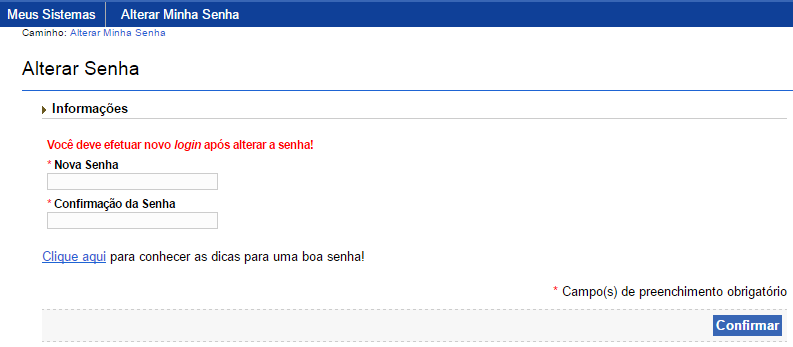 Meus Sistemas Alterar Minha Senha
Caminho: Alterar Minha Senha
Alterar Senha
Informações
Você deve efetuar novo login após alterar a senha!
* Nova Senha
* Confirmação da Senha
Clique aqui para conhecer as dicas para uma boa senha!
* Campo(s) de preenchimento obrigatório
Confirmar